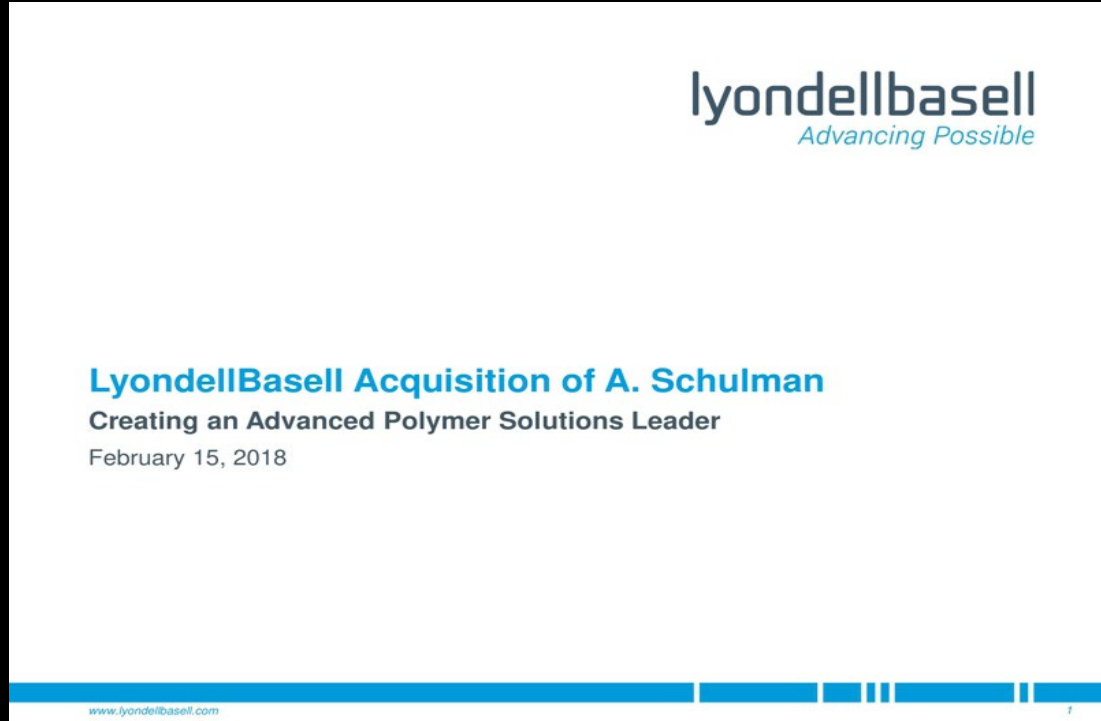 lyondellbasell
Advancing Possible
LyondellBasell Acquisition of A. Schulman
Creating an Advanced Polymer Solutions Leader
February 15, 2018
www.lyondellbasell.com
1